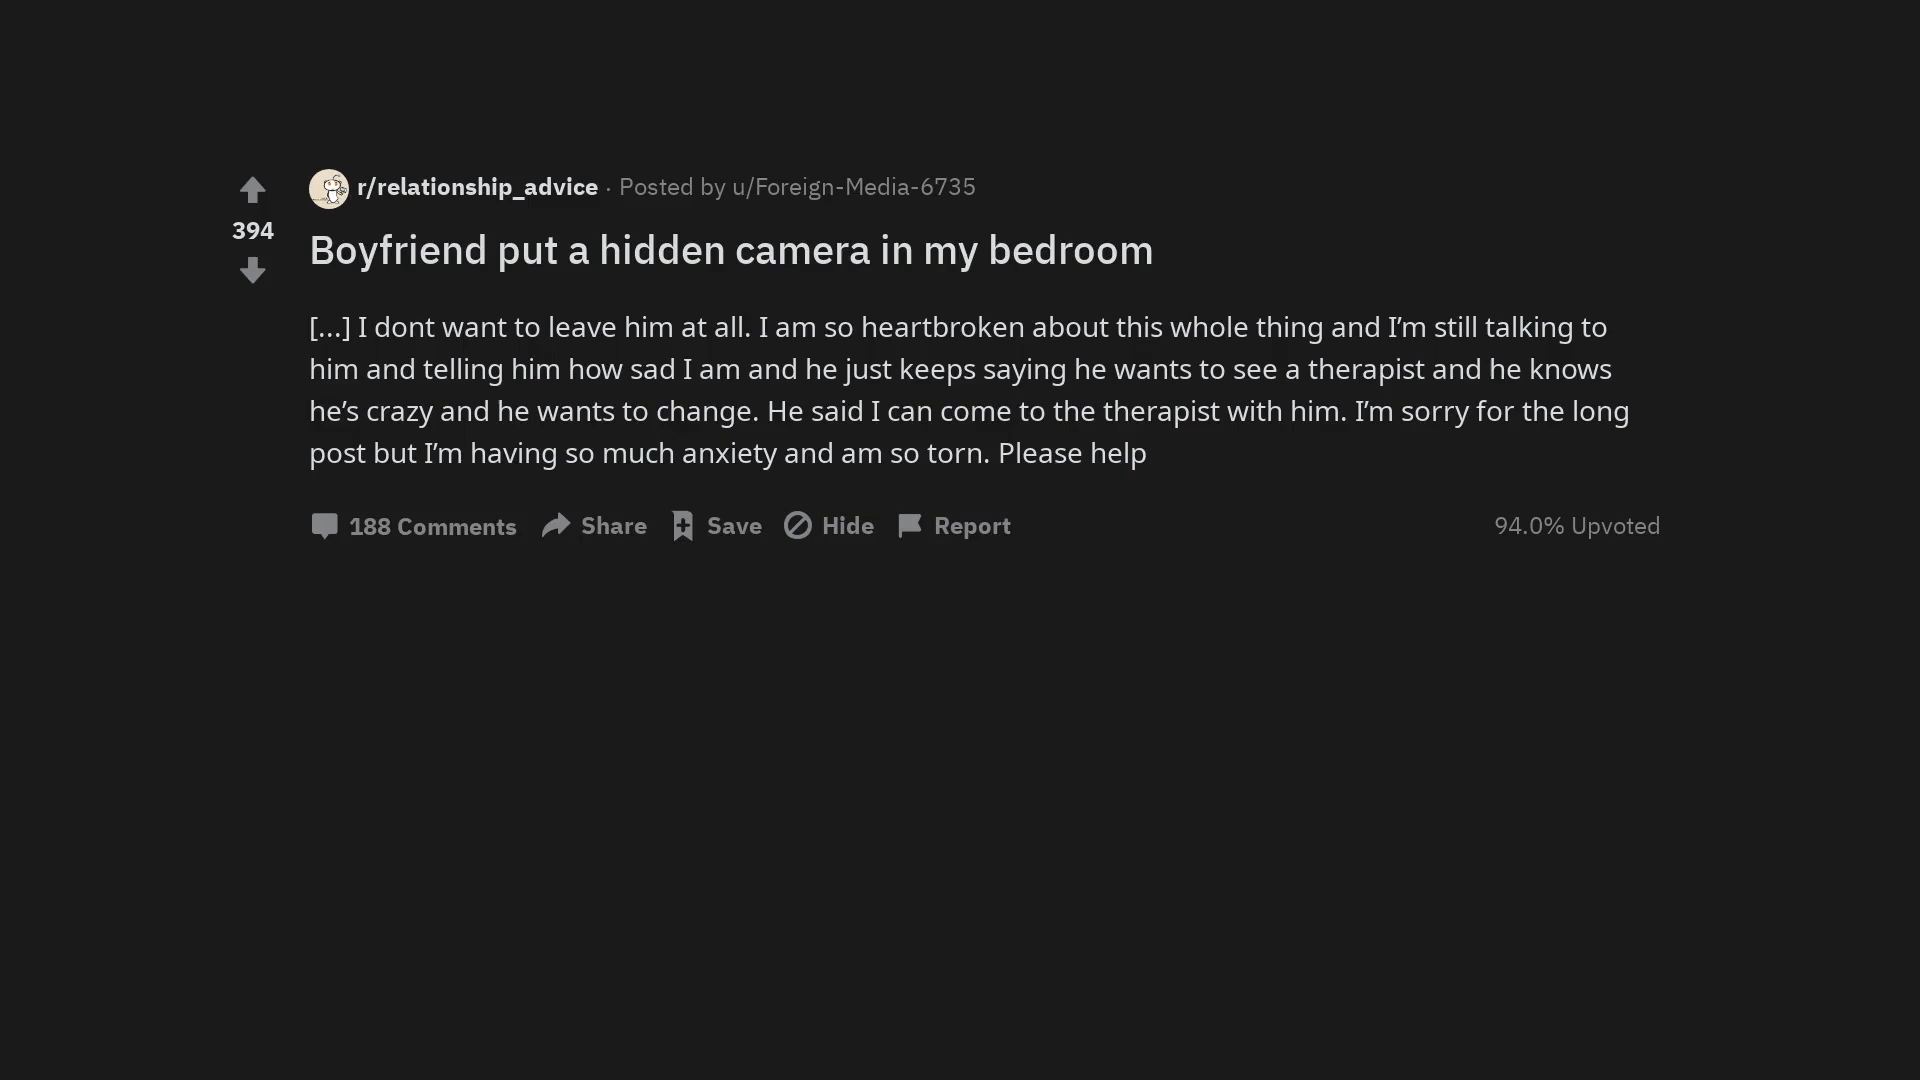 r/relationship_advice · Posted by u/Foreign-Media-6735
394
Boyfriend put a hidden camera in my bedroom
[...] I dont want to leave him at all. I am so heartbroken about this whole thing and I’m still talking to
him and telling him how sad I am and he just keeps saying he wants to see a therapist and he knows
he’s crazy and he wants to change. He said I can come to the therapist with him. I’m sorry for the long
post but I’m having so much anxiety and am so torn. Please help
188 Comments Share Save Hide Report 94.0% Upvoted